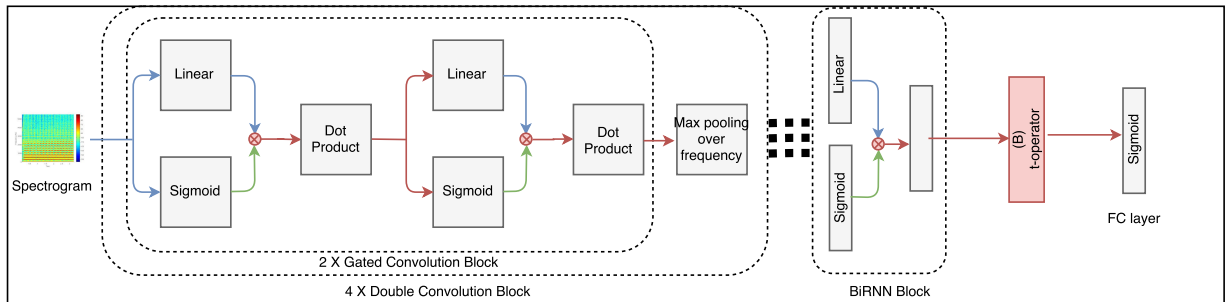 Spectrogram
Linear
Sigmoid
Dot
Product
Linear
Sigmoid
Dot
Product
Max pooling
over
frequency
2 X Gated Convolution Block
4 X Double Convolution Block
Linear
Sigmoid
BiRNN Block
(B)
t-operator
Sigmoid
FC layer